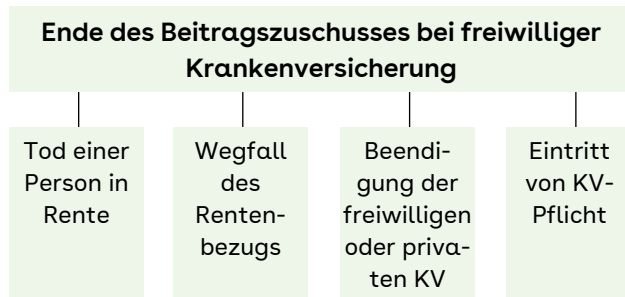 Ende des Beitragszuschusses bei freiwilliger
Krankenversicherung
Tod einer
Person in
Rente
Wegfall
des
Renten-
bezugs
Beendi-
gung der
freiwilligen
oder priva-
ten KV
Eintritt
von KV-
Pflicht